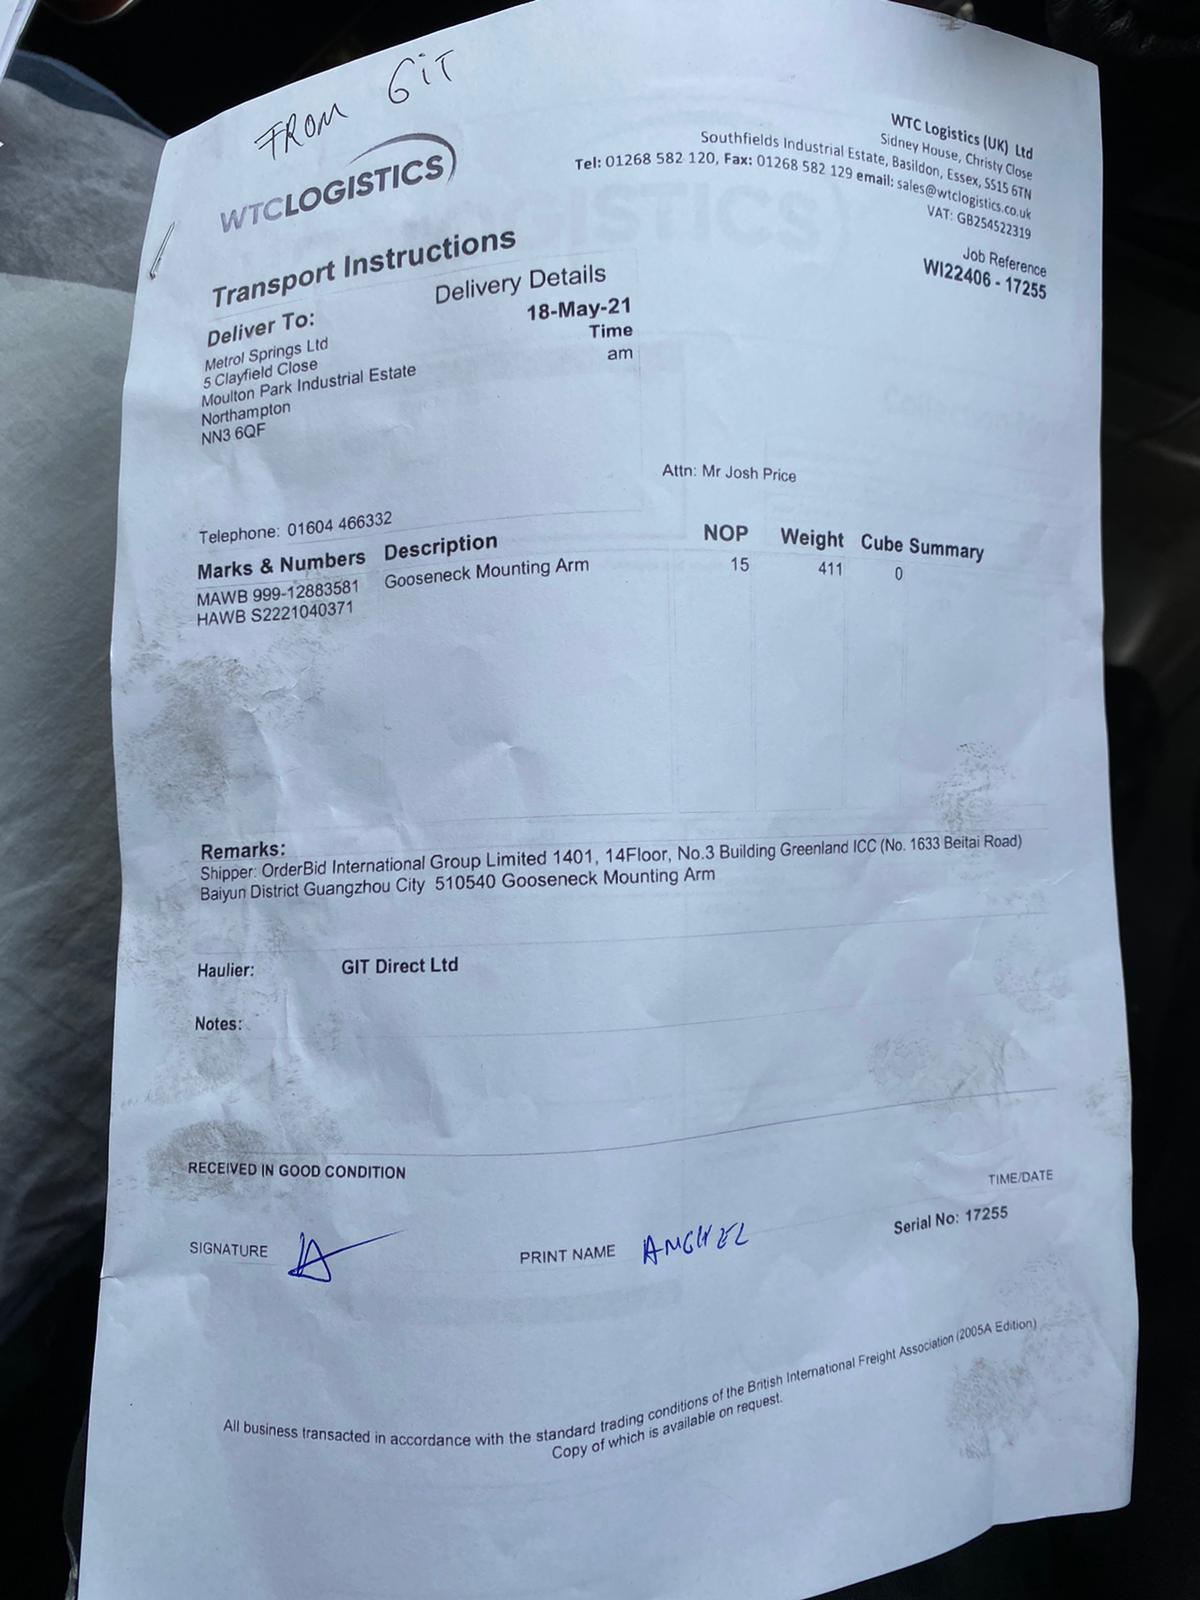 FROM GIT
WTCLOGISTICS
WTC Logistics (UK) Ltd
Sidney House, Christy Close
Southfields Industrial Estate, Basildon, Essex, SS15 6TN
Tel: 01268 582 120, Fax: 01268 582 129 email: sales@wtclogistics.co.uk
VAT: GB254522319
Transport Instructions
Job Reference
WI22406 - 17255
Deliver To:
Delivery Details
Metrol Springs Ltd
5 Clayfield Close
Moulton Park Industrial Estate
Northampton
NN3 6QF
18-May-21
Time
am
Attn: Mr Josh Price
Telephone: 01604 466332
Marks & Numbers Description NOP Weight Cube Summary
MAWB 999-12883581 Gooseneck Mounting Arm 15 411 0
HAWB S2221040371
Remarks:
Shipper: OrderBid International Group Limited 1401, 14Floor, No.3 Building Greenland ICC (No. 1633 Beitai Road)
Baiyun District Guangzhou City 510540 Gooseneck Mounting Arm
Haulier: GIT Direct Ltd
Notes:
RECEIVED IN GOOD CONDITION
TIME/DATE
SIGNATURE PRINT NAME ANGHEL
Serial No: 17255
All business transacted in accordance with the standard trading conditions of the British International Freight Association (2005A Edition)
Copy of which is available on request.